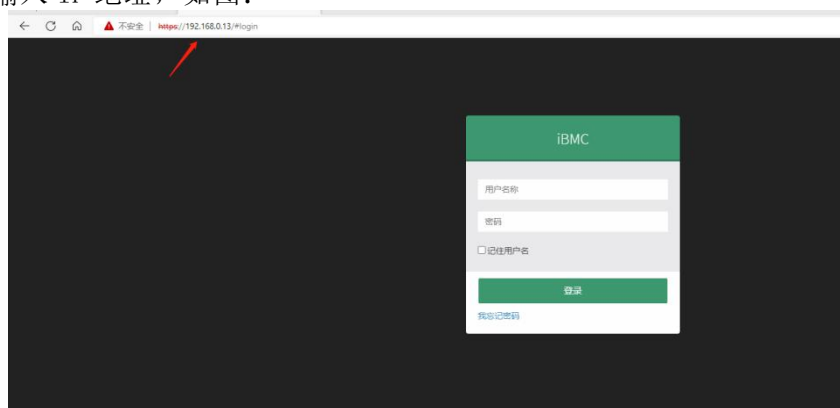 输入 IP 地址，如图:
不安全 | https://192.168.0.13/#login
iBMC
用户名称
密码
记住用户名
登录
我忘记密码